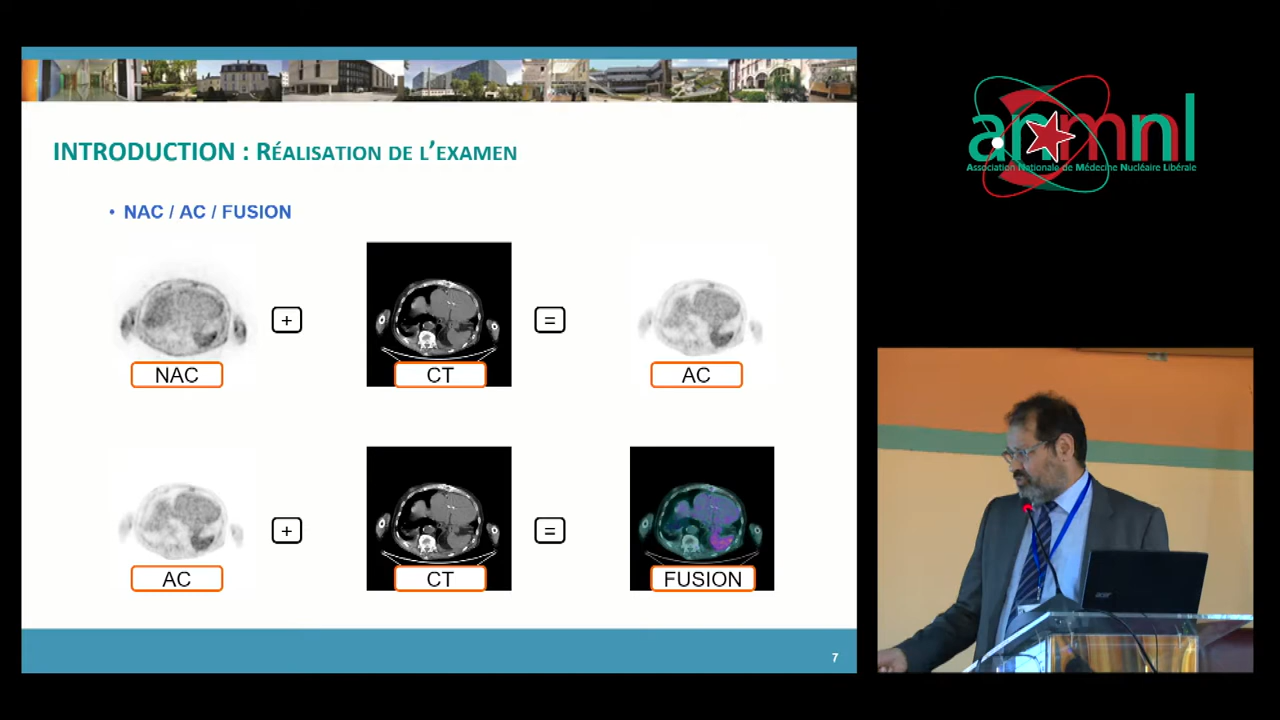 INTRODUCTION : RÉALISATION DE L'EXAMEN
• NAC / AC / FUSION
+
=
NAC
CT
AC
+
=
AC
CT
FUSION
7
anmnl
Association Nationale de Médecine Nucléaire Libérale
acer